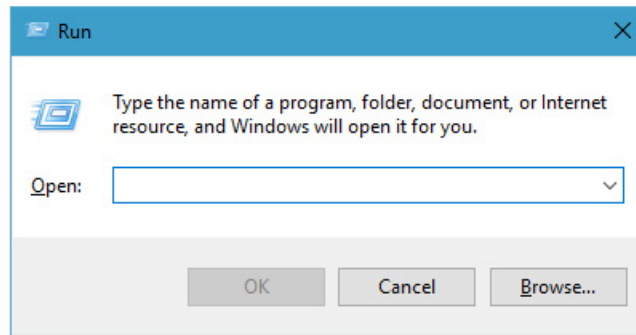 Run
Type the name of a program, folder, document, or Internet
resource, and Windows will open it for you.
Open:
OK Cancel Browse...